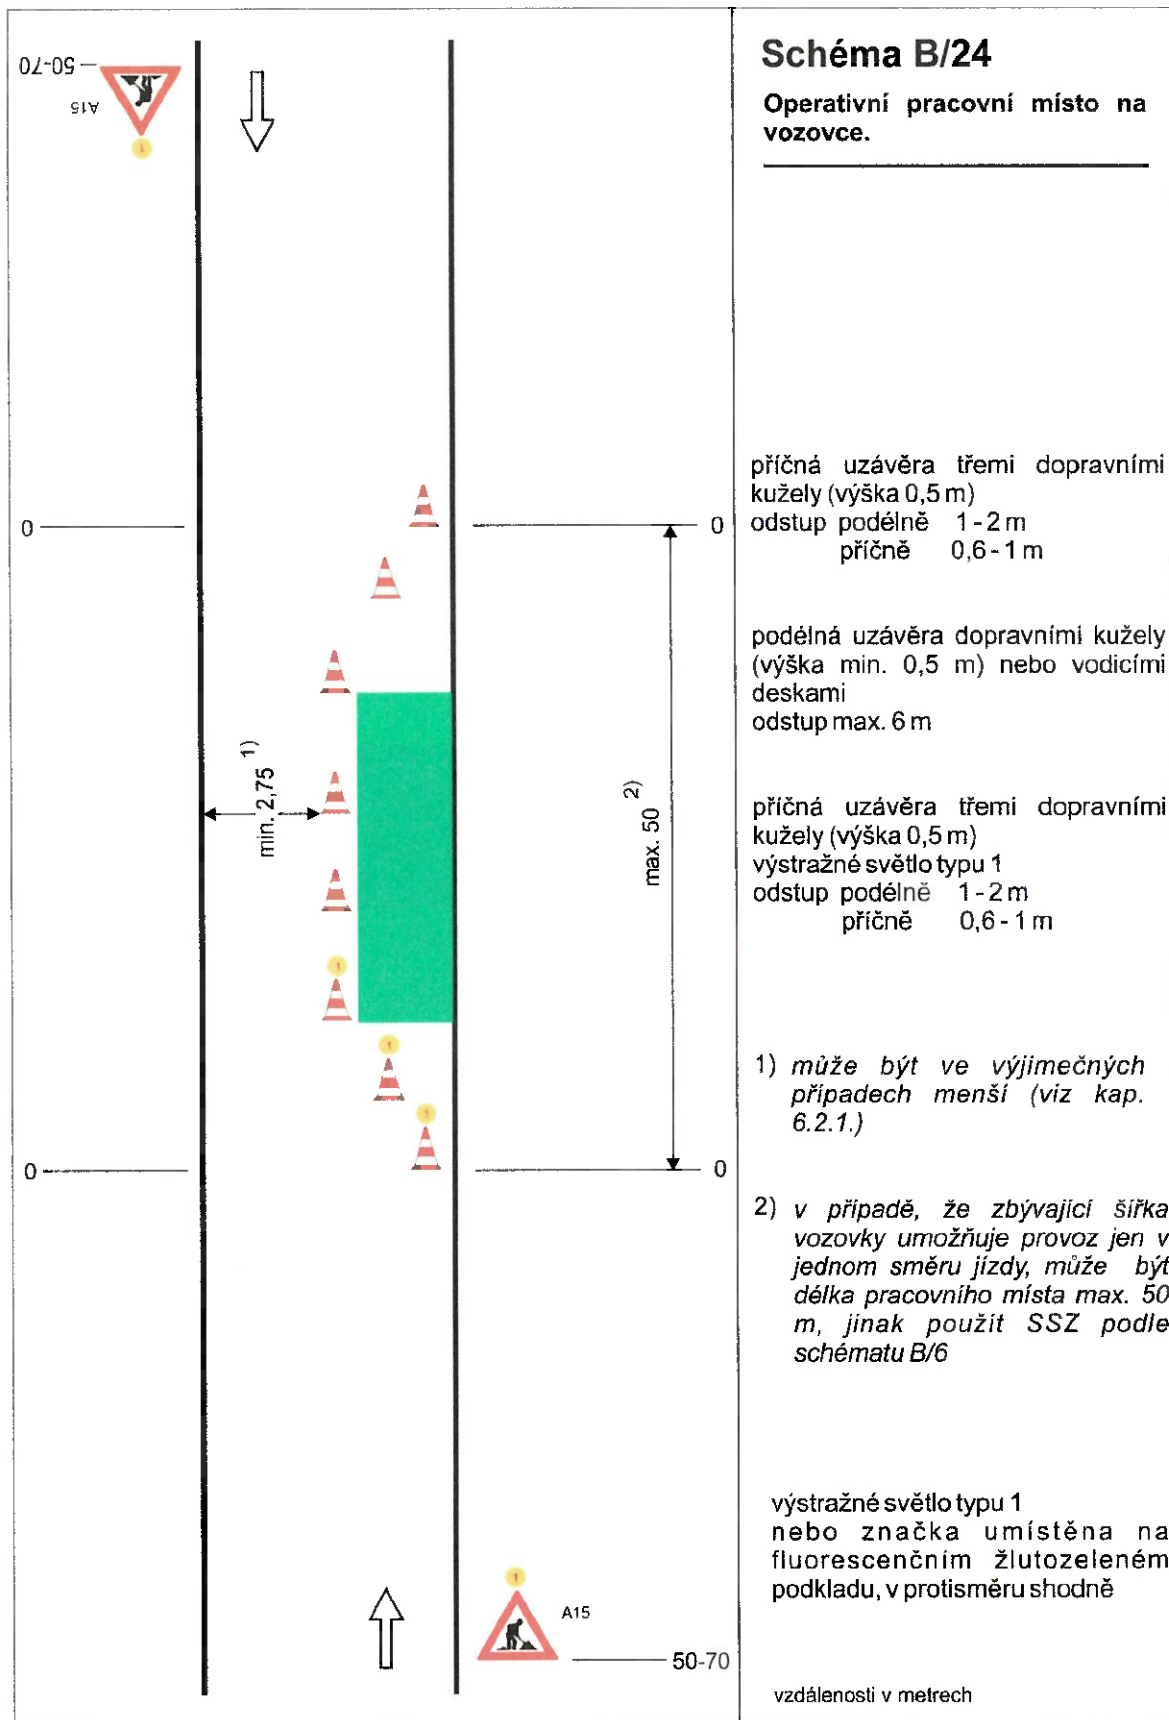 Schéma B/24
Operativní pracovní místo na
vozovce.
50-70
A15
1
příčná uzávěra třemi dopravními
kužely (výška 0,5 m)
odstup podélně 1-2 m
příčně 0,6-1 m
0
0
podélná uzávěra dopravními kužely
(výška min. 0,5 m) nebo vodicími
deskami
odstup max. 6 m
min. 2,75 1)
max. 50 2)
příčná uzávěra třemi dopravními
kužely (výška 0,5 m)
výstražné světlo typu 1
odstup podélně 1-2 m
příčně 0,6-1 m
1
1
1
0
0
1) může být ve výjimečných
případech menší (viz kap.
6.2.1.)
2) v případě, že zbývající šířka
vozovky umožňuje provoz jen v
jednom směru jízdy, může být
délka pracovního místa max. 50
m, jinak použít SSZ podle
schématu B/6
výstražné světlo typu 1
nebo značka umístěna na
fluorescenčním žlutozeleném
podkladu, v protisměru shodně
1
A15
50-70
vzdálenosti v metrech